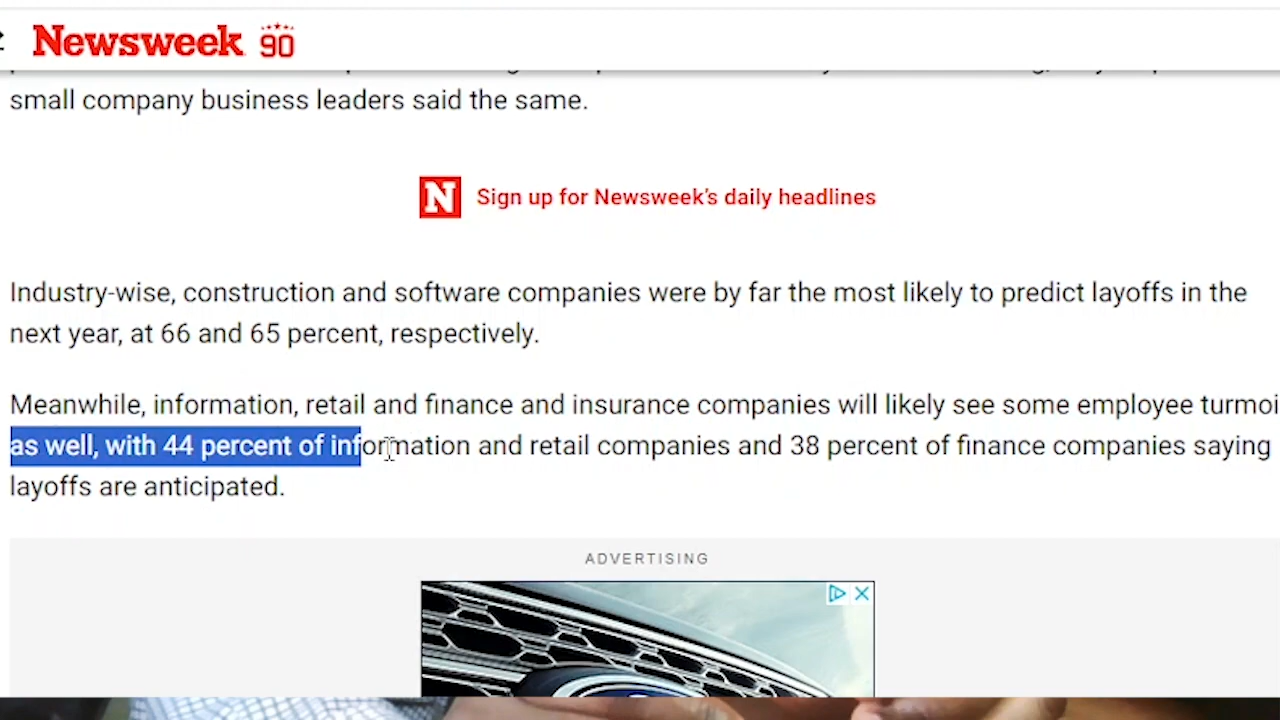 Newsweek 90
small company business leaders said the same.
N Sign up for Newsweek's daily headlines
Industry-wise, construction and software companies were by far the most likely to predict layoffs in the
next year, at 66 and 65 percent, respectively.
Meanwhile, information, retail and finance and insurance companies will likely see some employee
as well, with 44 percent of information and retail companies and 38 percent of finance companies saying
layoffs are anticipated.
ADVERTISING